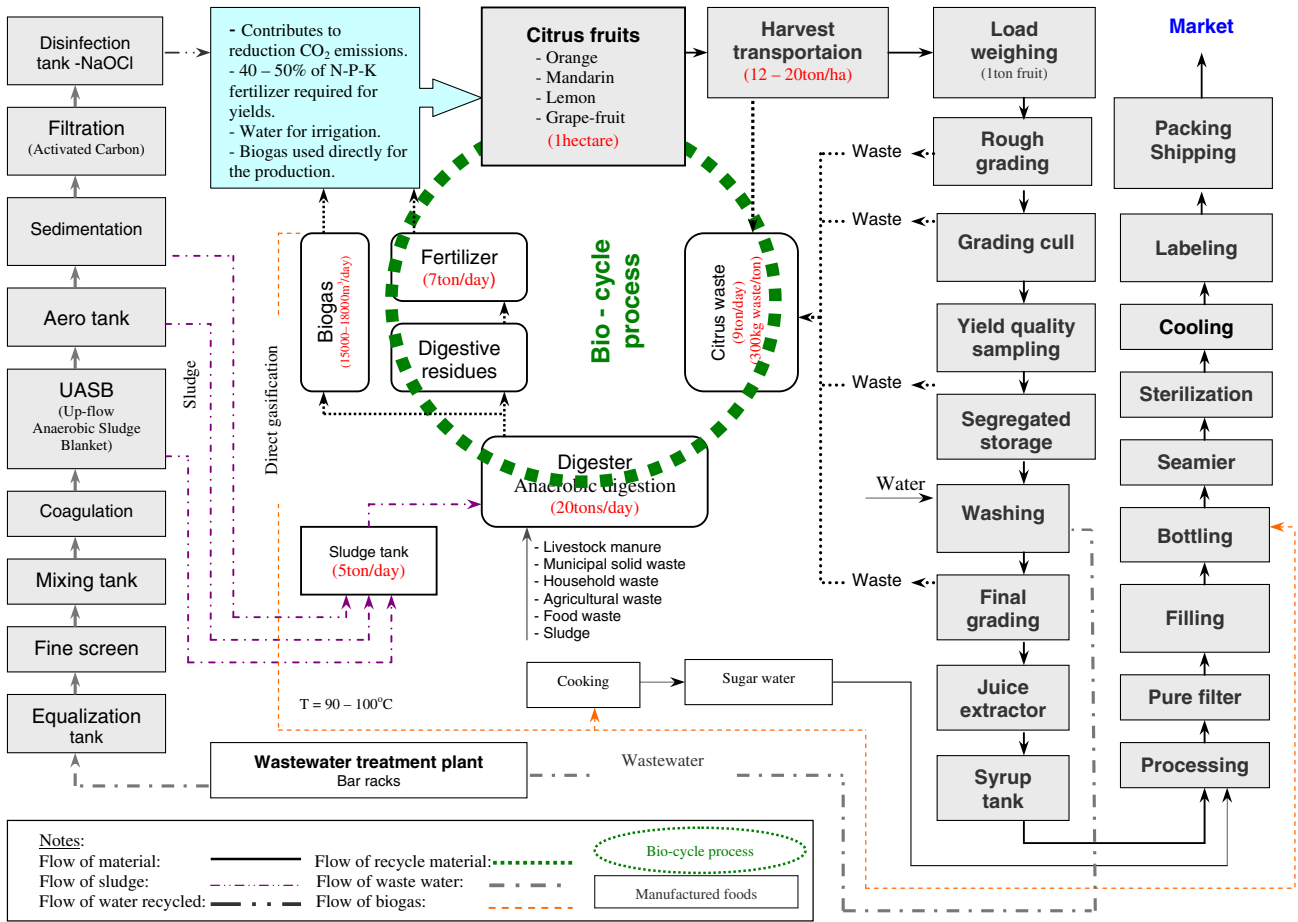 Disinfection
tank -NaOCl
Filtration
(Activated Carbon)
Sedimentation
Aero tank
UASB
(Up-flow
Anaerobic Sludge
Blanket)
Coagulation
Mixing tank
Fine screen
Equalization
tank
- Contributes to
reduction CO₂ emissions.
- 40 – 50% of N-P-K
fertilizer required for
yields.
- Water for irrigation.
- Biogas used directly for
the production.
Citrus fruits
- Orange
- Mandarin
- Lemon
- Grape-fruit
(1hectare)
Harvest
transportaion
(12 – 20ton/ha)
Load
weighing
(1ton fruit)
Rough
grading
Grading cull
Yield quality
sampling
Segregated
storage
Washing
Final
grading
Juice
extractor
Syrup
tank
Waste
Waste
Waste
Water
Waste
Market
Packing
Shipping
Labeling
Cooling
Sterilization
Seamier
Bottling
Filling
Pure filter
Processing
Sludge
Direct gasification
Biogas
(15000–18000m³/day)
Fertilizer
(7ton/day)
Digestive
residues
Bio - cycle
process
Citrus waste
(9ton/day)
(300kg waste/ton)
Digester
Anaerobic digestion
(20tons/day)
Sludge tank
(5ton/day)
- Livestock manure
- Municipal solid waste
- Household waste
- Agricultural waste
- Food waste
- Sludge
Cooking
Sugar water
T = 90 – 100°C
Wastewater treatment plant
Bar racks
Wastewater
Notes:
Flow of material:
Flow of sludge:
Flow of water recycled:
Flow of recycle material:
Flow of waste water:
Flow of biogas:
Bio-cycle process
Manufactured foods